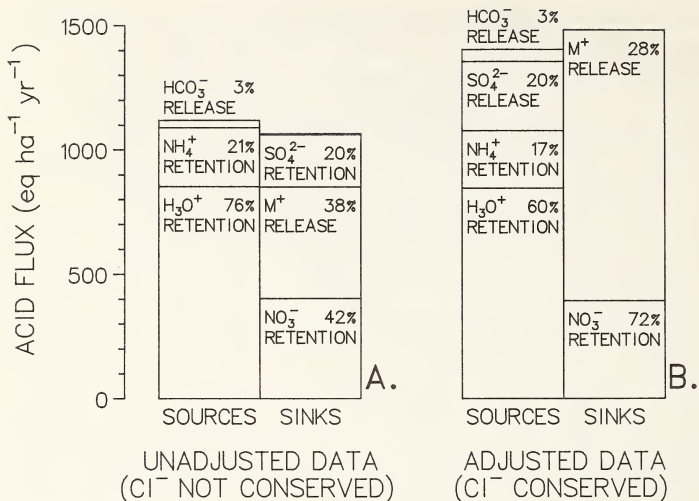 ACID FLUX (eq ha⁻¹ yr⁻¹)
1500
1000
500
0
HCO₃⁻ 3%
RELEASE
NH₄⁺ 21%
RETENTION
H₃O⁺ 76%
RETENTION
SO₄²⁻ 20%
RETENTION
M⁺ 38%
RELEASE
NO₃⁻ 42%
RETENTION
A.
SOURCES SINKS
UNADJUSTED DATA
(Cl⁻ NOT CONSERVED)
HCO₃⁻ 3%
RELEASE
SO₄²⁻ 20%
RELEASE
NH₄⁺ 17%
RETENTION
H₃O⁺ 60%
RETENTION
M⁺ 28%
RELEASE
NO₃⁻ 72%
RETENTION
B.
SOURCES SINKS
ADJUSTED DATA
(Cl⁻ CONSERVED)